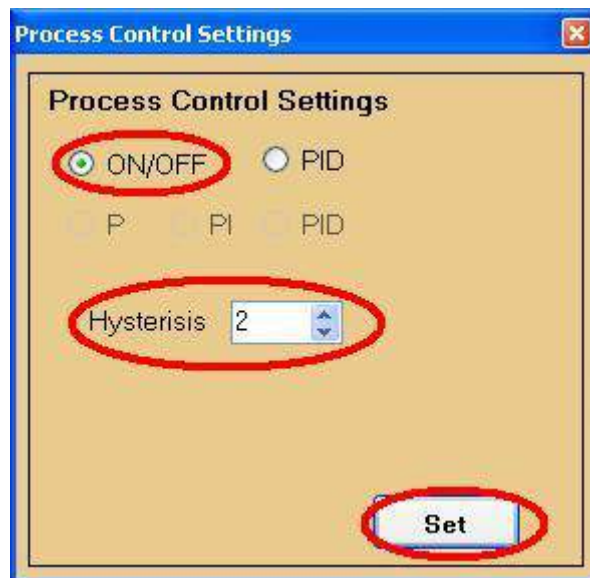 Process Control Settings
Process Control Settings
ON/OFF PID
P PI PID
Hysterisis 2
Set